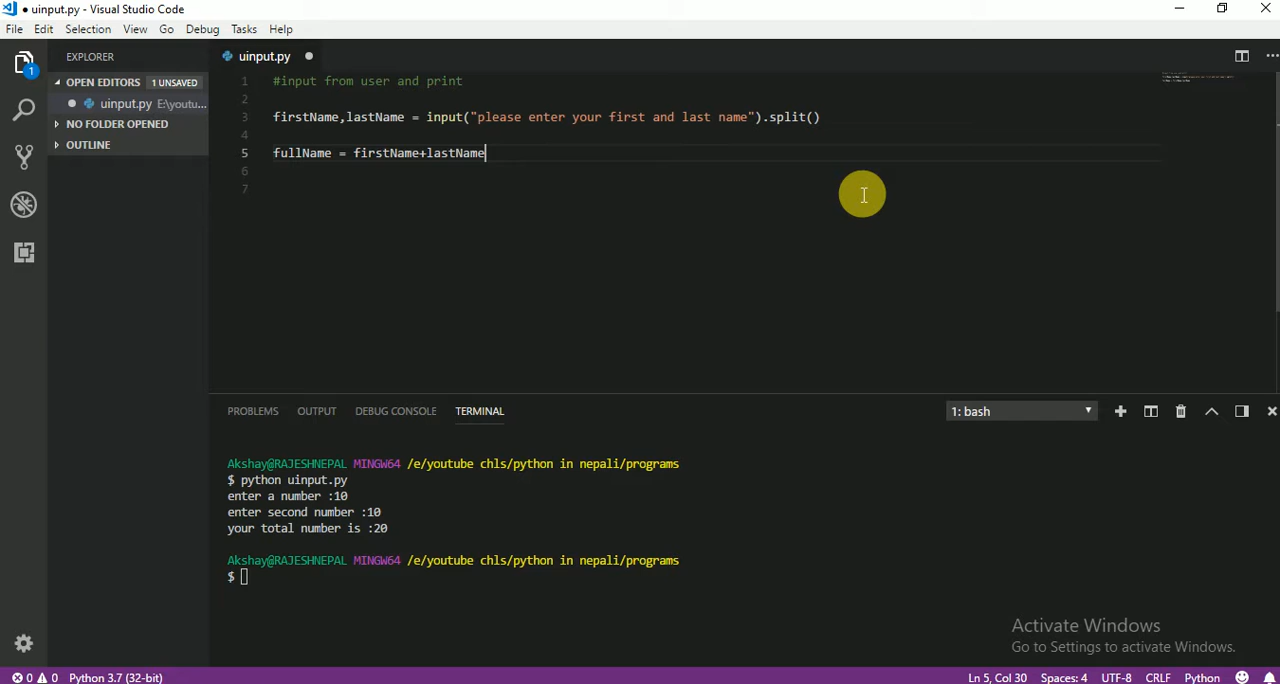 ● uinput.py - Visual Studio Code
File Edit Selection View Go Debug Tasks Help
EXPLORER
OPEN EDITORS 1 UNSAVED
● uinput.py E:\youtu...
NO FOLDER OPENED
OUTLINE
1
uinput.py ●
1 #input from user and print
2
3 firstName,lastName = input("please enter your first and last name").split()
4
5 fullName = firstName+lastName
6
7
PROBLEMS OUTPUT DEBUG CONSOLE TERMINAL
1: bash
Akshay@RAJESHNEPAL MINGW64 /e/youtube chls/python in nepali/programs
$ python uinput.py
enter a number :10
enter second number :10
your total number is :20
Akshay@RAJESHNEPAL MINGW64 /e/youtube chls/python in nepali/programs
$
Activate Windows
Go to Settings to activate Windows.
0 0 Python 3.7 (32-bit) Ln 5, Col 30 Spaces: 4 UTF-8 CRLF Python